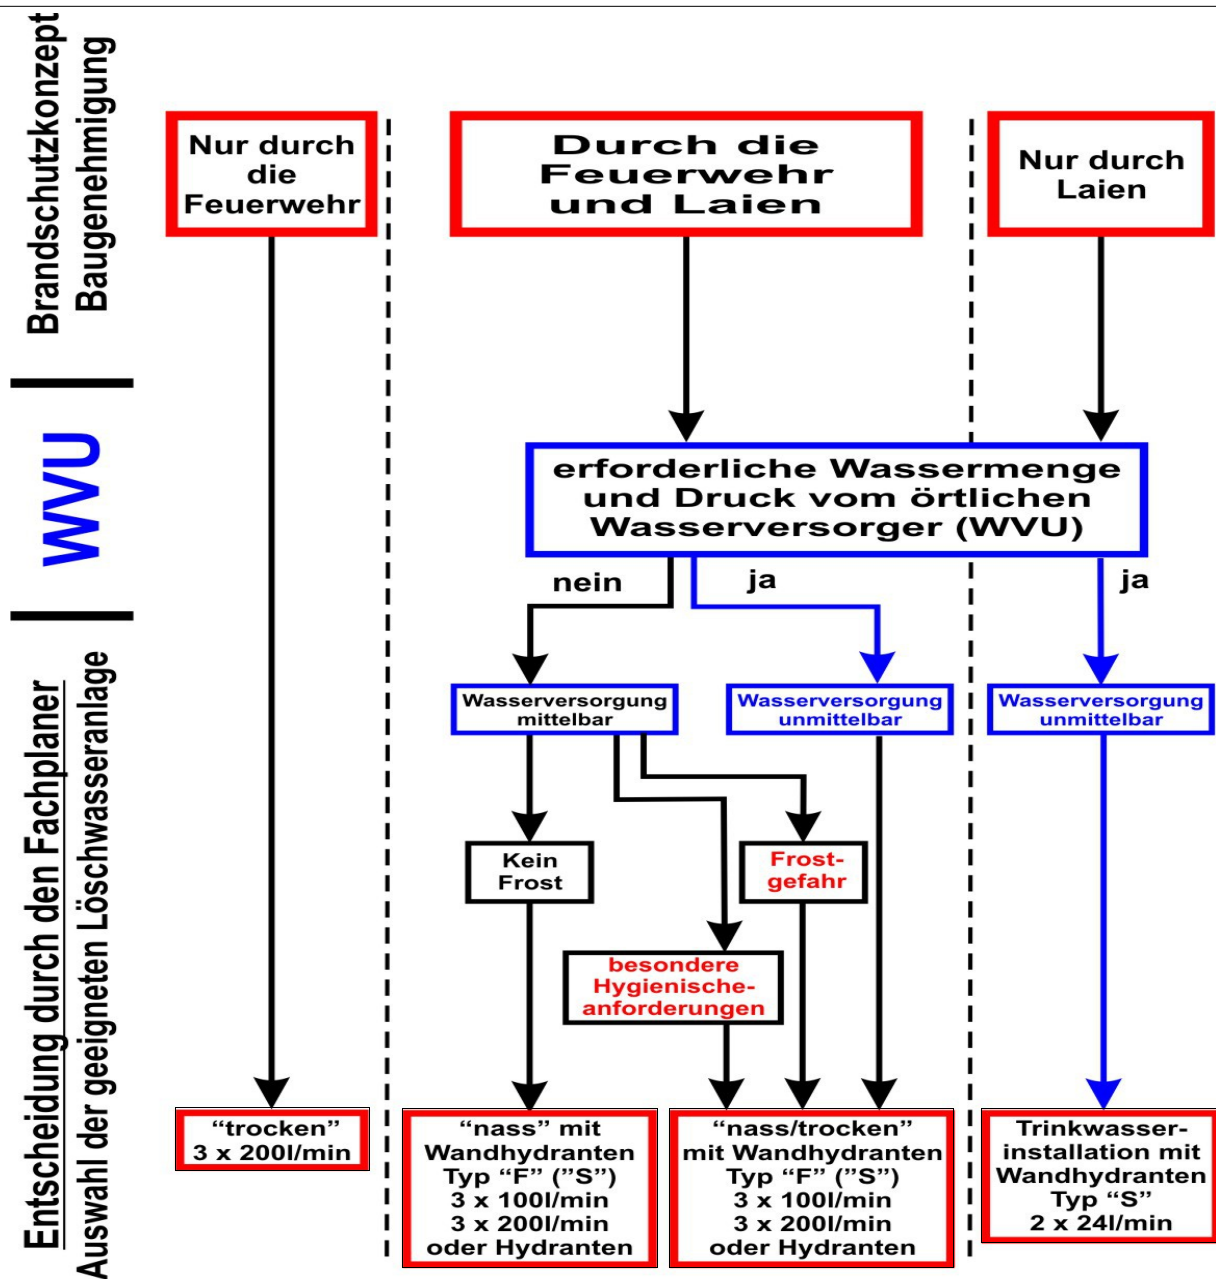 Brandschutzkonzept
Baugenehmigung
Nur durch
die
Feuerwehr
Durch die
Feuerwehr
und Laien
Nur durch
Laien
WVU
erforderliche Wassermenge
und Druck vom örtlichen
Wasserversorger (WVU)
nein
ja
ja
Entscheidung durch den Fachplaner
Auswahl der geeigneten Löschwasseranlage
Wasserversorgung
mittelbar
Wasserversorgung
unmittelbar
Wasserversorgung
unmittelbar
Kein
Frost
Frost-
gefahr
besondere
Hygienische-
anforderungen
“trocken”
3 x 200l/min
“nass” mit
Wandhydranten
Typ “F” (”S”)
3 x 100l/min
3 x 200l/min
oder Hydranten
“nass/trocken”
mit Wandhydranten
Typ “F” (”S”)
3 x 100l/min
3 x 200l/min
oder Hydranten
Trinkwasser-
installation mit
Wandhydranten
Typ “S”
2 x 24l/min